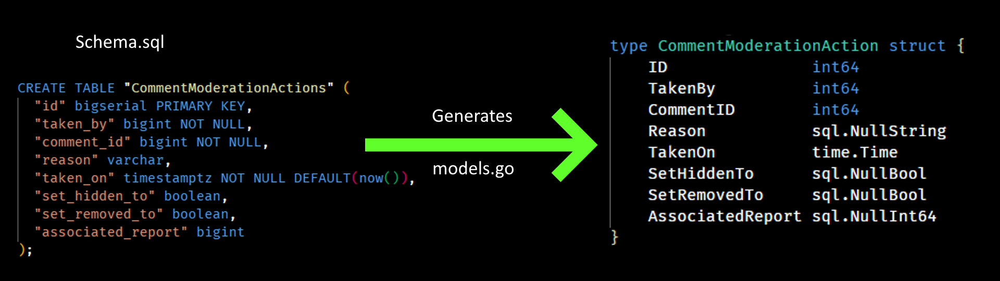 Schema.sql
CREATE TABLE "CommentModerationActions" (
"id" bigserial PRIMARY KEY,
"taken_by" bigint NOT NULL,
"comment_id" bigint NOT NULL,
"reason" varchar,
"taken_on" timestamptz NOT NULL DEFAULT(now()),
"set_hidden_to" boolean,
"set_removed_to" boolean,
"associated_report" bigint
);
Generates
models.go
type CommentModerationAction struct {
ID int64
TakenBy int64
CommentID int64
Reason sql.NullString
TakenOn time.Time
SetHiddenTo sql.NullBool
SetRemovedTo sql.NullBool
AssociatedReport sql.NullInt64
}